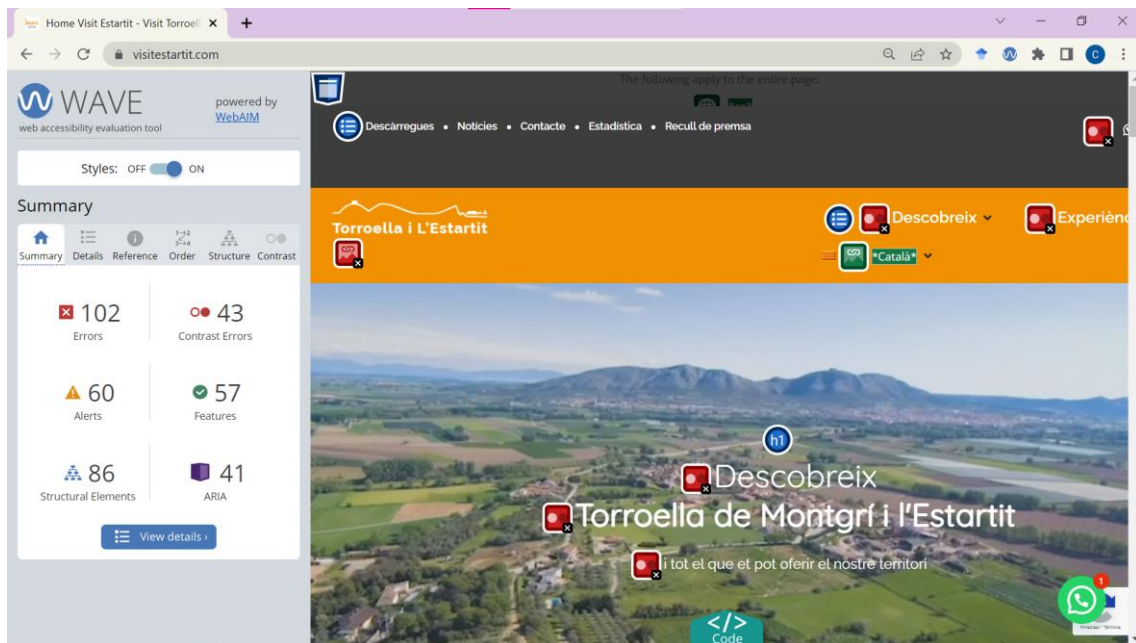 Home Visit Estartit - Visit Torroell
visitestartit.com
C
WAVE
web accessibility evaluation tool
powered by
WebAIM
Styles: OFF ON
Summary
Summary Details Reference Order Structure Contrast
102
Errors
43
Contrast Errors
60
Alerts
57
Features
86
Structural Elements
41
ARIA
View details ›
The following apply to the entire page:
Descàrregues • Notícies • Contacte • Estadística • Recull de premsa
Torroella i L'Estartit
Descobreix
Experiènc
*Català*
h1
Descobreix
Torroella de Montgrí i l'Estartit
i tot el que et pot oferir el nostre territori
</>
Code
1